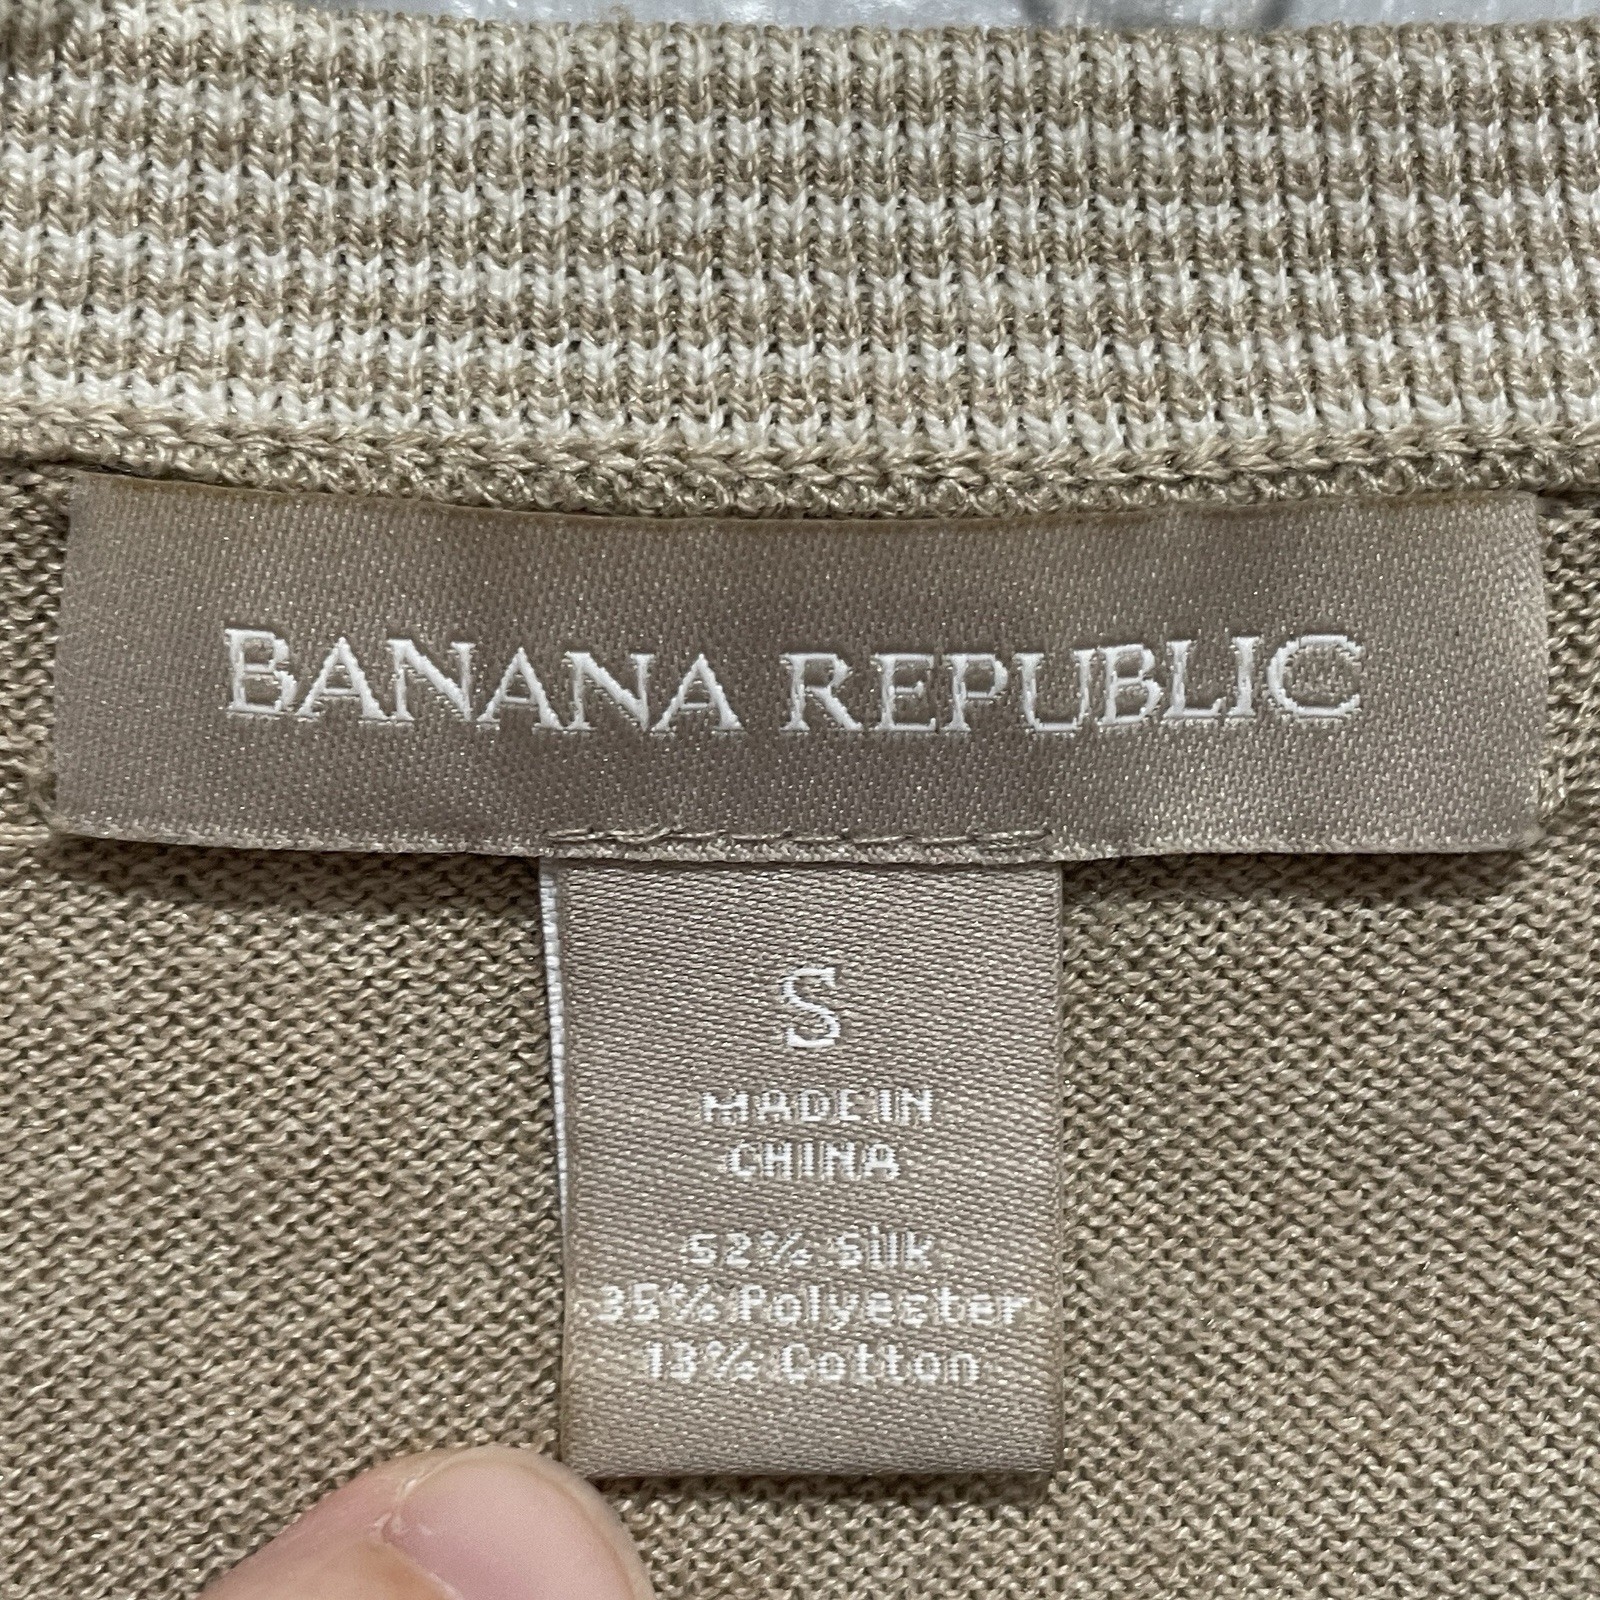 BANANA REPUBLIC
S
MADE IN
CHINA
52% Silk
35% Polyester
13% Cotton